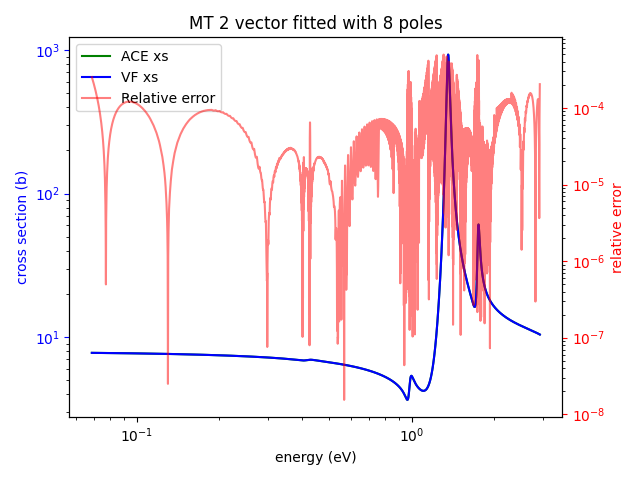 MT 2 vector fitted with 8 poles
ACE xs
VF xs
Relative error
cross section (b)
10³
10²
10¹
10⁻⁴
10⁻⁵
10⁻⁶
10⁻⁷
10⁻⁸
relative error
10⁻¹
10⁰
energy (eV)